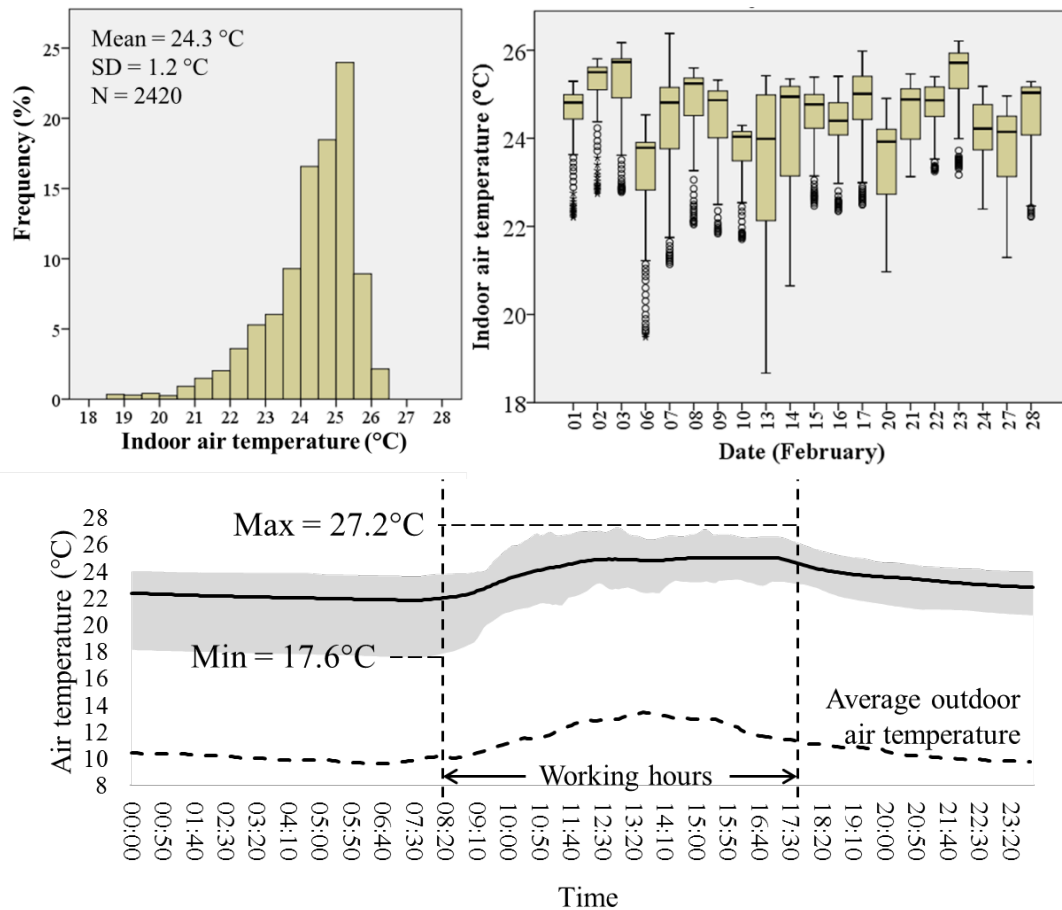 Mean = 24.3 °C
SD = 1.2 °C
N = 2420
Frequency (%)
25
20
15
10
5
0
18 19 20 21 22 23 24 25 26 27 28
Indoor air temperature (°C)
Indoor air temperature (°C)
26
24
22
20
18
01 02 03 06 07 08 09 10 13 14 15 16 17 20 21 22 23 24 27 28
Date (February)
Air temperature (°C)
28
26
24
22
20
18
16
14
12
10
8
Max = 27.2°C
Min = 17.6°C
Average outdoor
air temperature
Working hours
00:00 00:50 01:40 02:30 03:20 04:10 05:00 05:50 06:40 07:30 08:20 09:10 10:00 10:50 11:40 12:30 13:20 14:10 15:00 15:50 16:40 17:30 18:20 19:10 20:00 20:50 21:40 22:30 23:20
Time